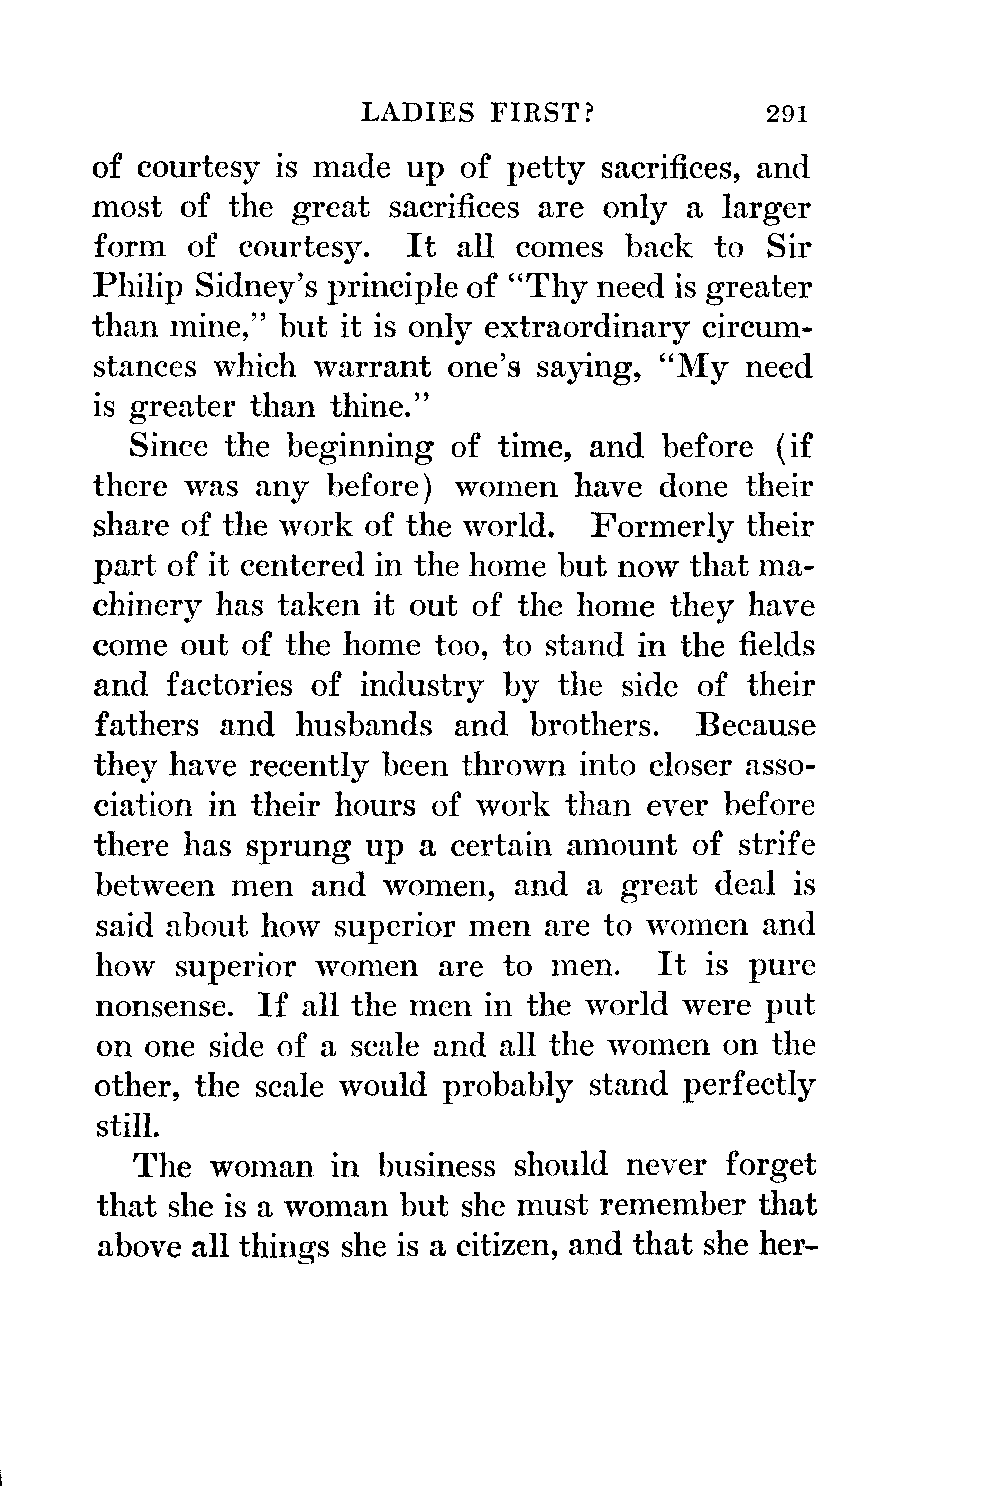 LADIES FIRST? 291
of courtesy is made up of petty sacrifices, and
most of the great sacrifices are only a larger
form of courtesy. It all comes back to Sir
Philip Sidney's principle of "Thy need is greater
than mine," but it is only extraordinary circum-
stances which warrant one's saying, "My need
is greater than thine."
Since the beginning of time, and before (if
there was any before) women have done their
share of the work of the world. Formerly their
part of it centered in the home but now that ma-
chinery has taken it out of the home they have
come out of the home too, to stand in the fields
and factories of industry by the side of their
fathers and husbands and brothers. Because
they have recently been thrown into closer asso-
ciation in their hours of work than ever before
there has sprung up a certain amount of strife
between men and women, and a great deal is
said about how superior men are to women and
how superior women are to men. It is pure
nonsense. If all the men in the world were put
on one side of a scale and all the women on the
other, the scale would probably stand perfectly
still.
The woman in business should never forget
that she is a woman but she must remember that
above all things she is a citizen, and that she her-